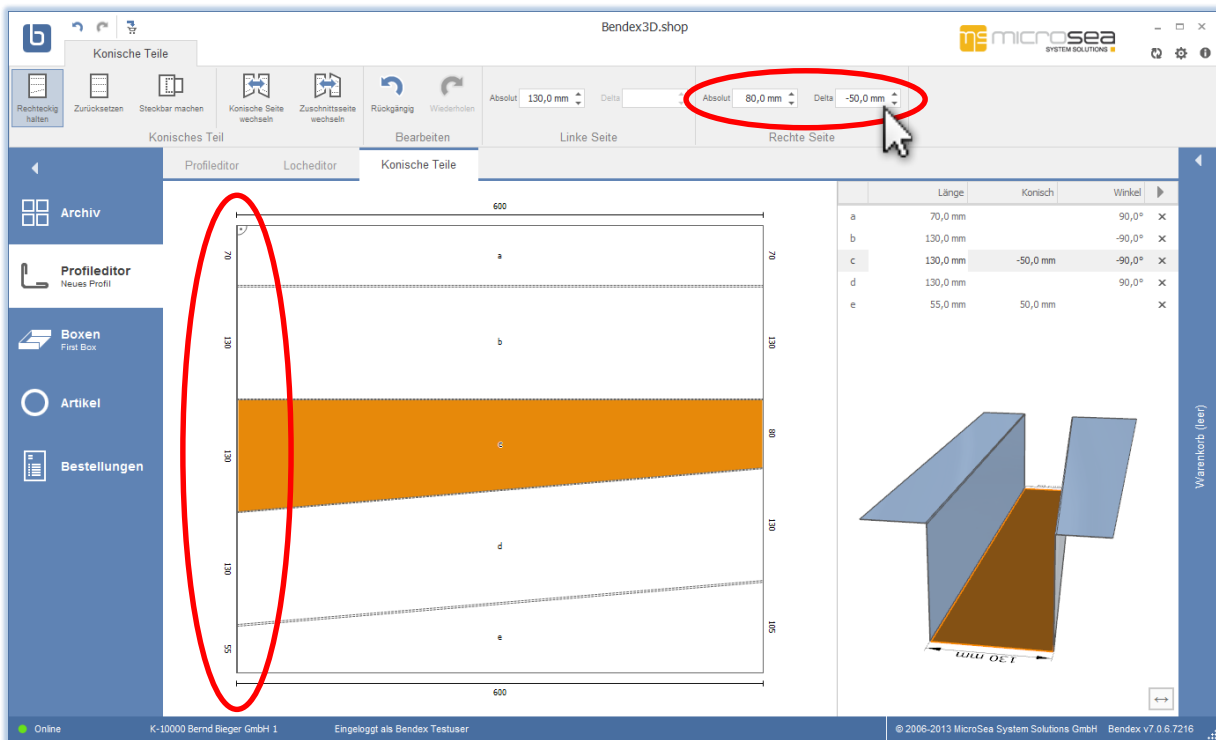 Bendex3D.shop
microsea
SYSTEM SOLUTIONS
Konische Teile
Rechteckig halten
Zurücksetzen
Steckbar machen
Konische Seite wechseln
Zuschnittsseite wechseln
Rückgängig
Wiederholen
Absolut 130,0 mm Delta
Absolut 80,0 mm Delta -50,0 mm
Konisches Teil
Bearbeiten
Linke Seite
Rechte Seite
Profileditor
Locheditor
Konische Teile
Archiv
Profileditor
Neues Profil
Boxen
First Box
Artikel
Bestellungen
600
70 a 70
130 b 130
130 c 80
130 d 130
55 e 105
600
Länge Konisch Winkel
a 70,0 mm 90,0°
b 130,0 mm -90,0°
c 130,0 mm -50,0 mm -90,0°
d 130,0 mm 90,0°
e 55,0 mm 50,0 mm
130 mm
Warenkorb (leer)
Online
K-10000 Bernd Bieger GmbH 1
Eingeloggt als Bendex Testuser
© 2006-2013 MicroSea System Solutions GmbH
Bendex v7.0.6.7216